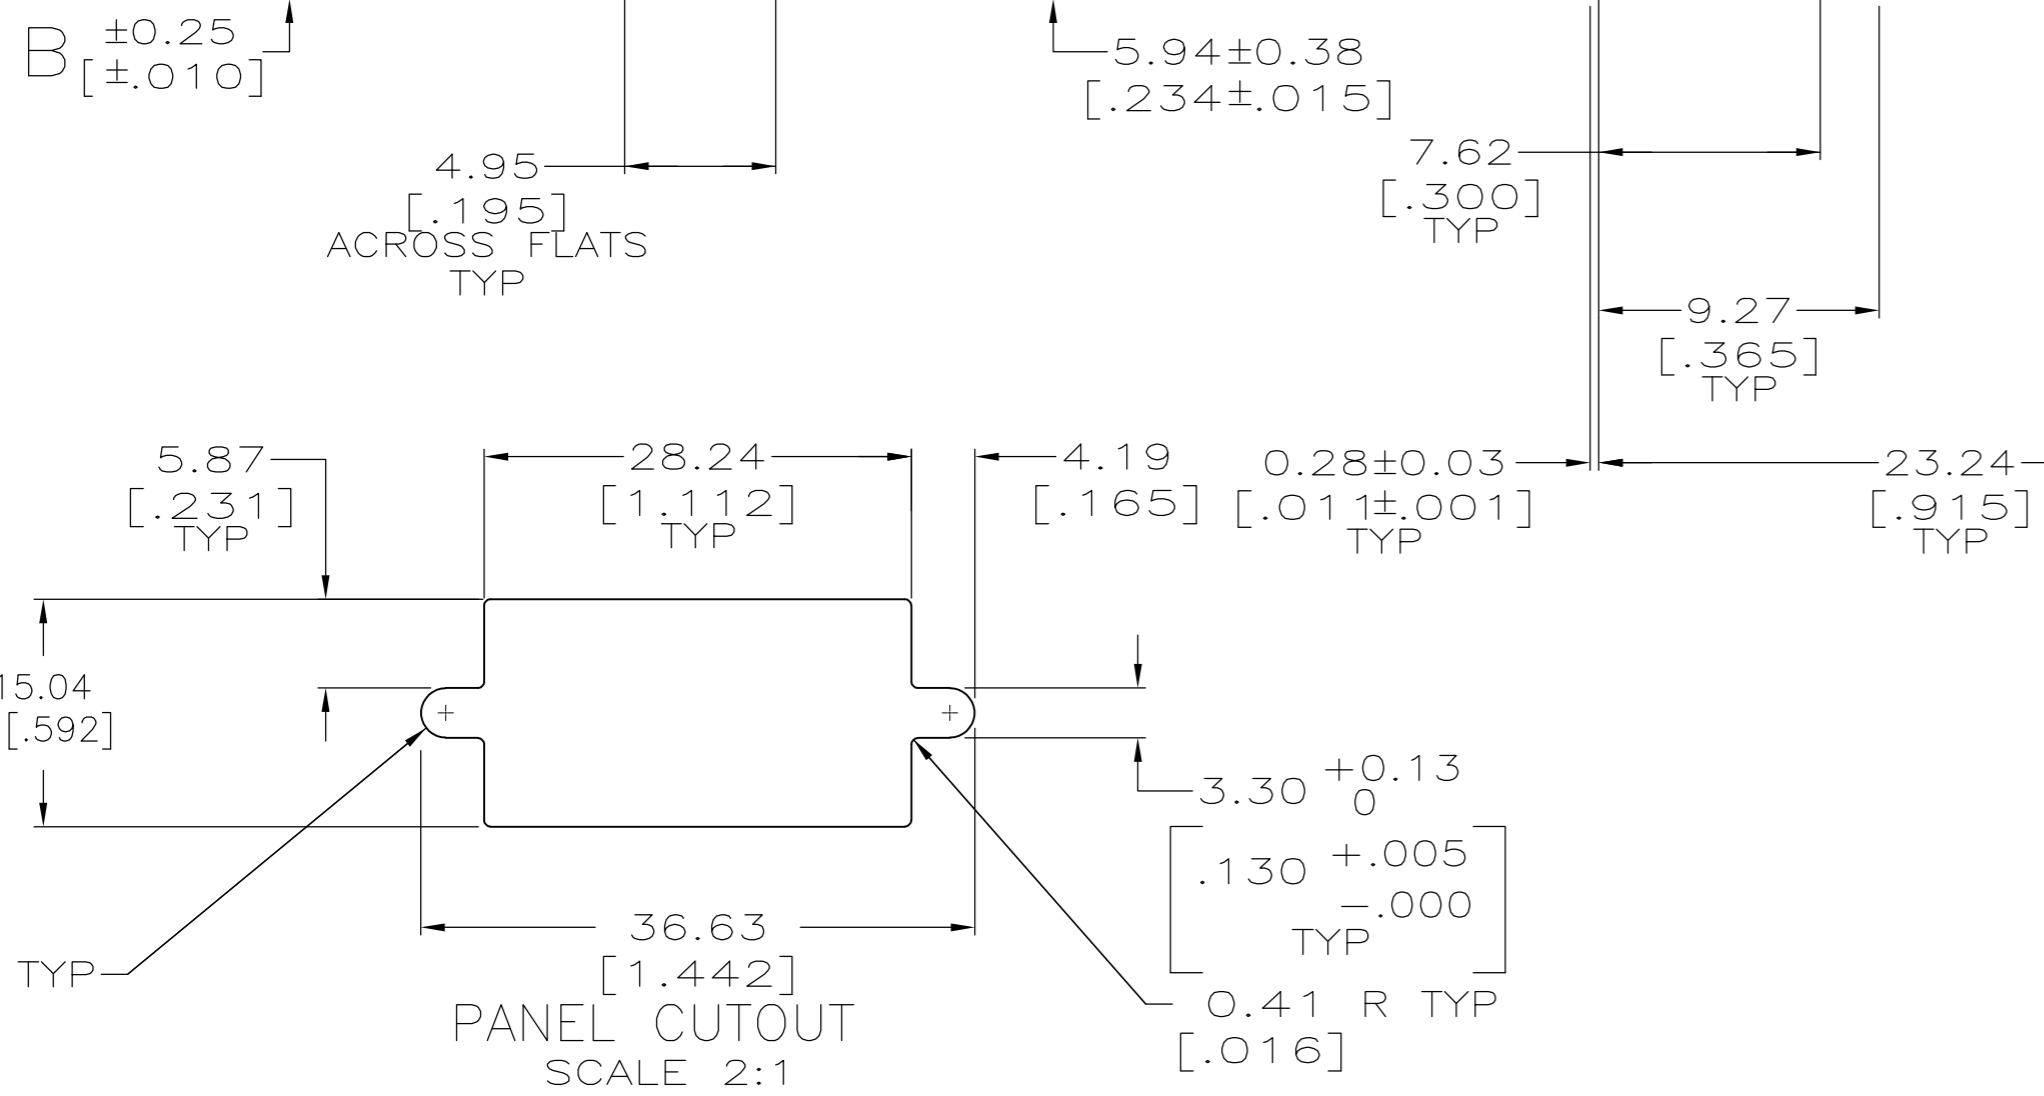 B ±0.25
[±.010]
5.94±0.38
[.234±.015]
4.95
[.195]
ACROSS FLATS
TYP
7.62
[.300]
TYP
9.27
[.365]
TYP
5.87
[.231]
TYP
28.24
[1.112]
TYP
4.19
[.165]
0.28±0.03
[.011±.001]
TYP
23.24
[.915]
TYP
15.04
[.592]
3.30 +0.13
0
.130 +.005
-.000
TYP
TYP
36.63
[1.442]
0.41 R TYP
[.016]
PANEL CUTOUT
SCALE 2:1